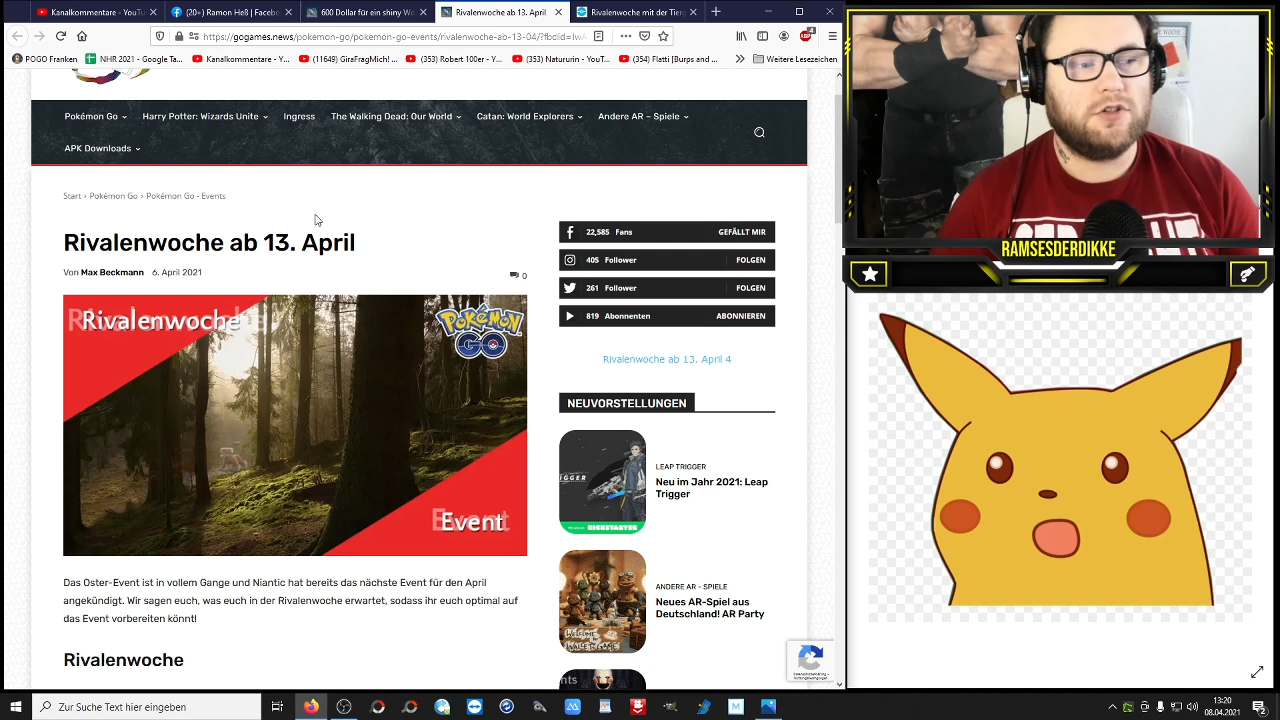 Kanalkommentare - YouT
(20+) Ramon Heß | Facebo
600 Dollar für ein shiny Wo
Rivalenwoche ab 13. April
Rivalenwoche mit der Tier
https://gogames.news/pokemon-go/pokemon-go-events/rivalenwoche-ab-13-04/?fbclid=IwA
POGO Franken
NHR 2021 - Google Ta...
Kanalkommentare - Y...
(11649) GiraFragMich! ...
(353) Robert 100er - Y...
(353) Natururin - YouT...
(354) Flatti [Burps and ...
Weitere Lesezeichen
Pokémon Go
Harry Potter: Wizards Unite
Ingress
The Walking Dead: Our World
Catan: World Explorers
Andere AR – Spiele
APK Downloads
Start › Pokémon Go › Pokémon Go - Events
Rivalenwoche ab 13. April
Von Max Beckmann 6. April 2021
0
Rivalenwoche
POKÉMON
GO
Event
Das Oster-Event ist in vollem Gange und Niantic hat bereits das nächste Event für den April
angekündigt. Wir sagen euch, was euch in der Rivalenwoche erwartet, sodass ihr euch optimal auf
das Event vorbereiten könnt!
Rivalenwoche
22,585 Fans GEFÄLLT MIR
405 Follower FOLGEN
261 Follower FOLGEN
819 Abonnenten ABONNIEREN
Rivalenwoche ab 13. April 4
NEUVORSTELLUNGEN
LEAP TRIGGER
Neu im Jahr 2021: Leap
Trigger
KICKSTARTER
ANDERE AR - SPIELE
Neues AR-Spiel aus
Deutschland! AR Party
RAMSESDERDIKKE
Zur Suche Text hier eingeben
13:20
08.04.2021
2